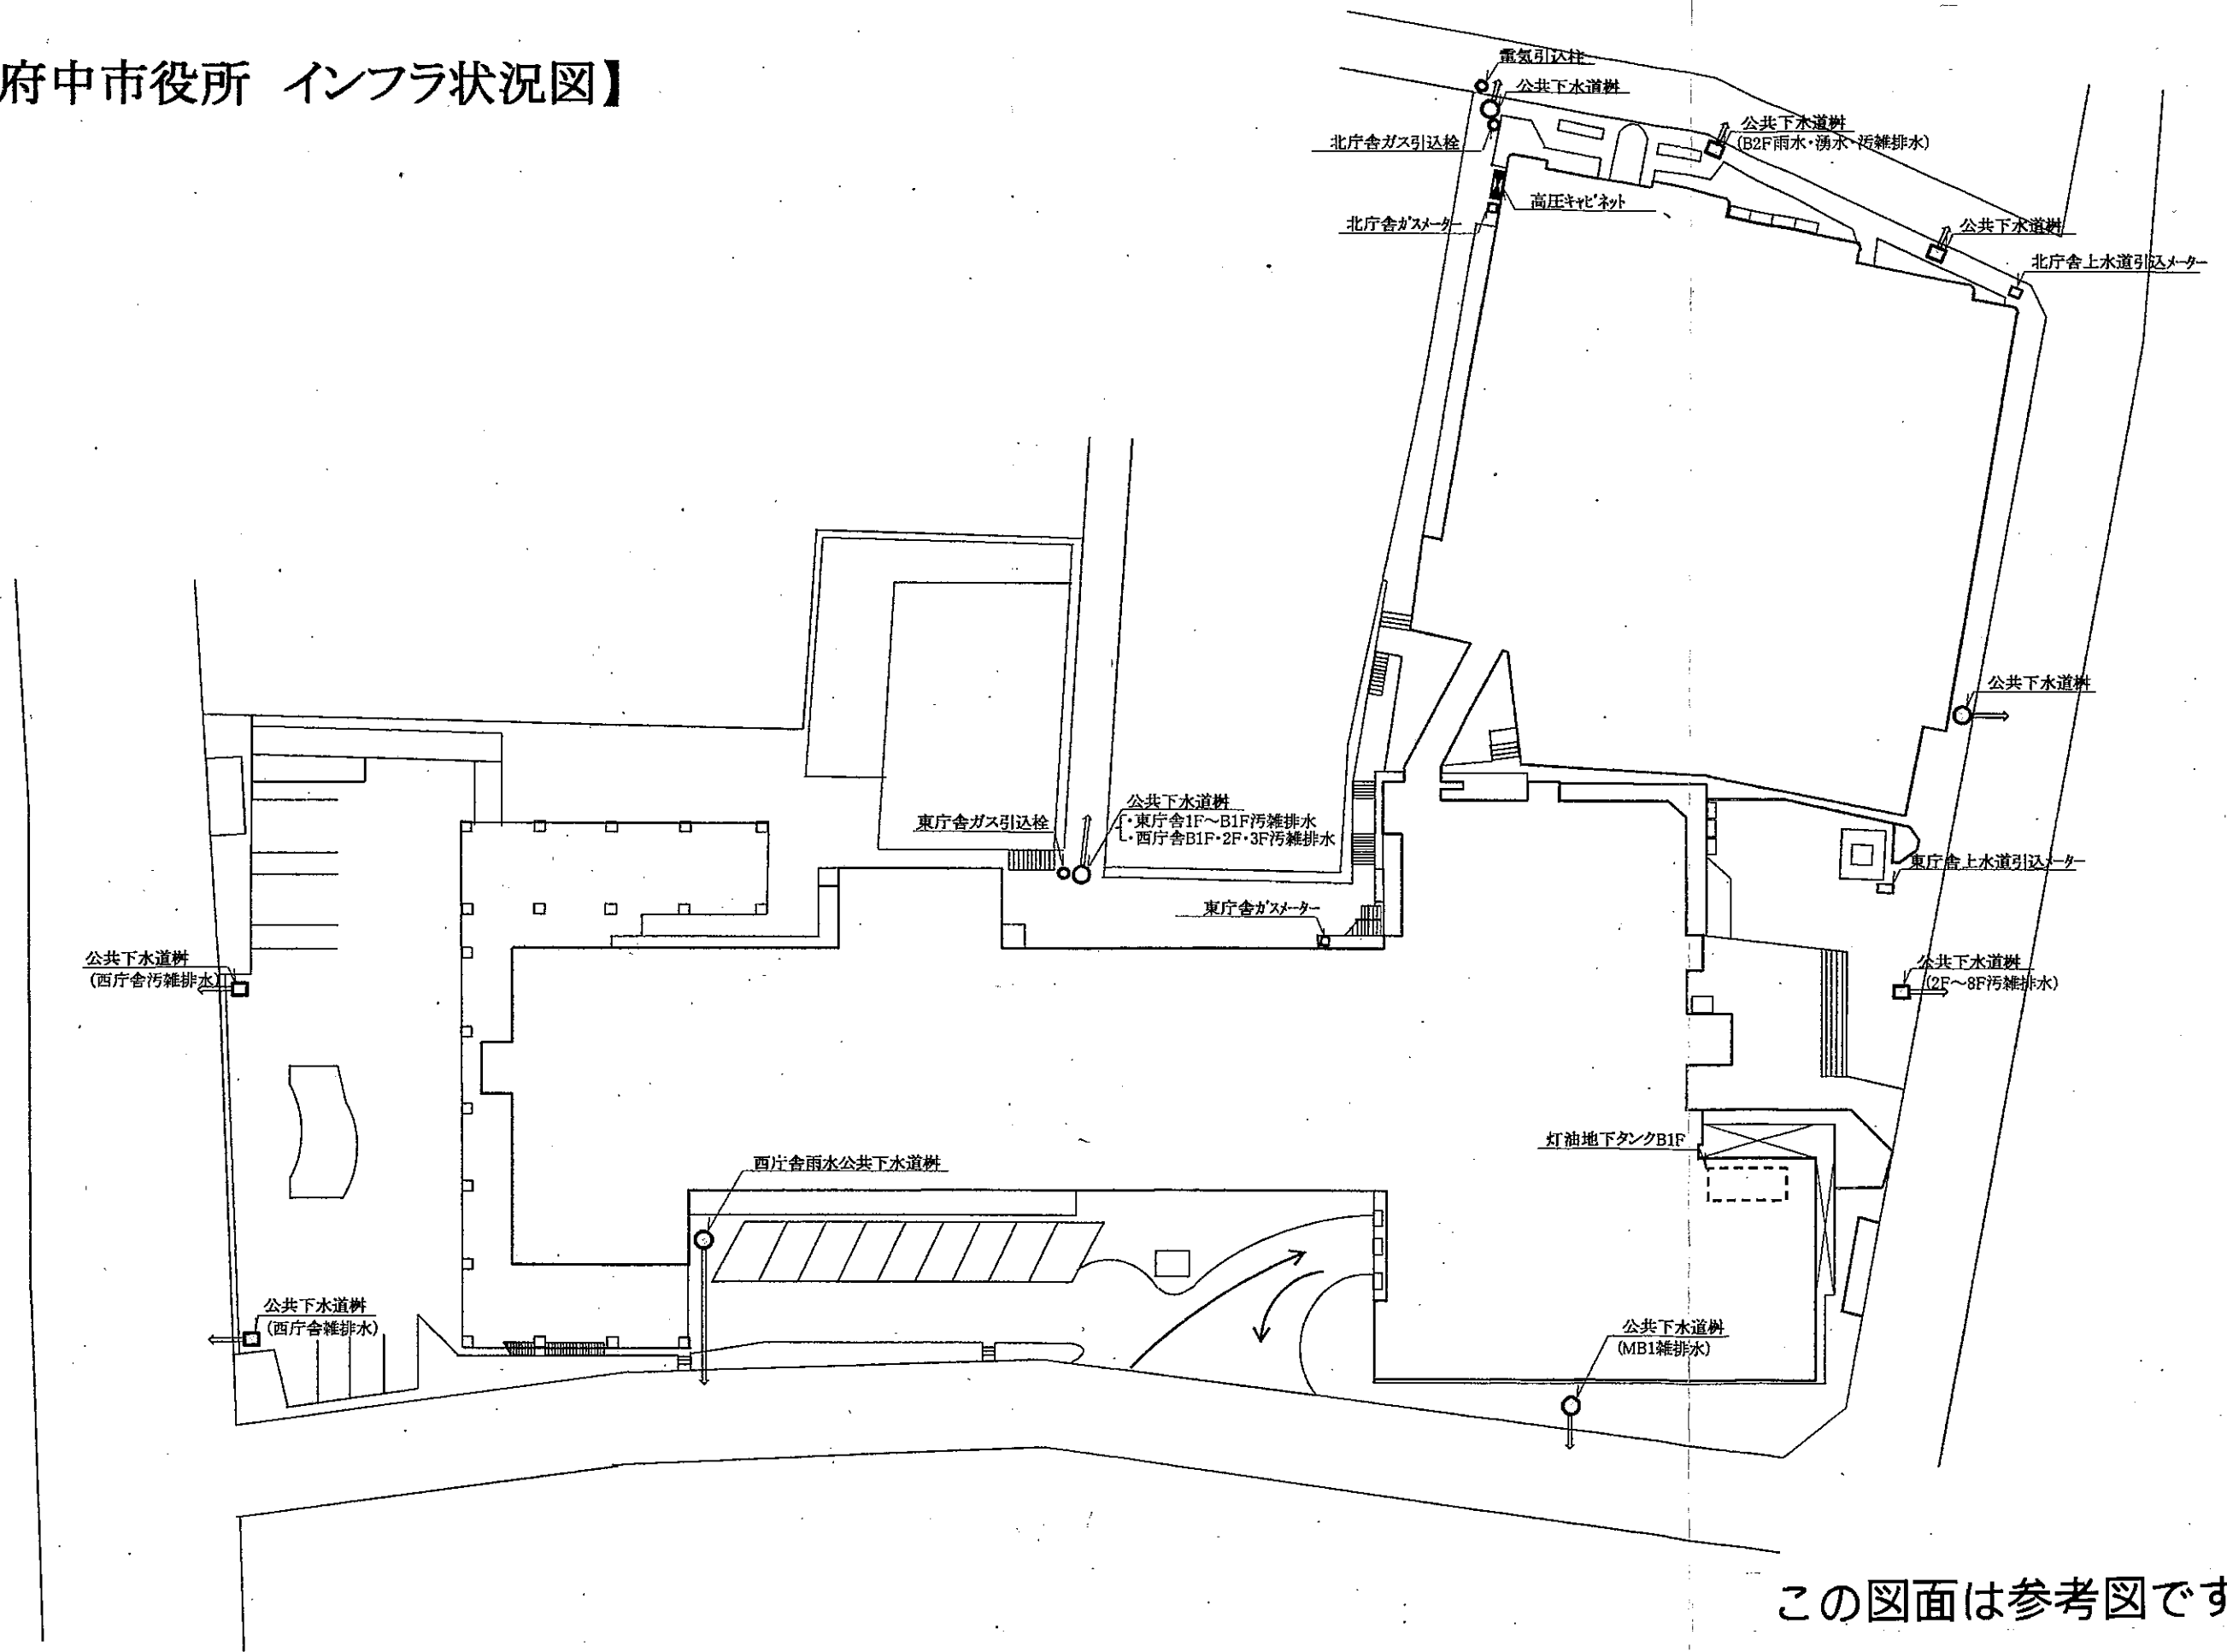 府中市役所 インフラ状況図】
電気引込柱
公共下水道桝
北庁舎ガス引込栓
公共下水道桝
(B2F雨水・湧水・汚雑排水)
高圧キャビネット
北庁舎ガスメーター
公共下水道桝
北庁舎上水道引込メーター
公共下水道桝
東庁舎ガス引込栓
公共下水道桝
・東庁舎1F～B1F汚雑排水
・西庁舎B1F・2F・3F汚雑排水
東庁舎上水道引込メーター
東庁舎ガスメーター
公共下水道桝
(西庁舎汚雑排水)
公共下水道桝
(2F～8F汚雑排水)
灯油地下タンクB1F
西庁舎雨水公共下水道桝
公共下水道桝
(西庁舎雑排水)
公共下水道桝
(MB1雑排水)
この図面は参考図です